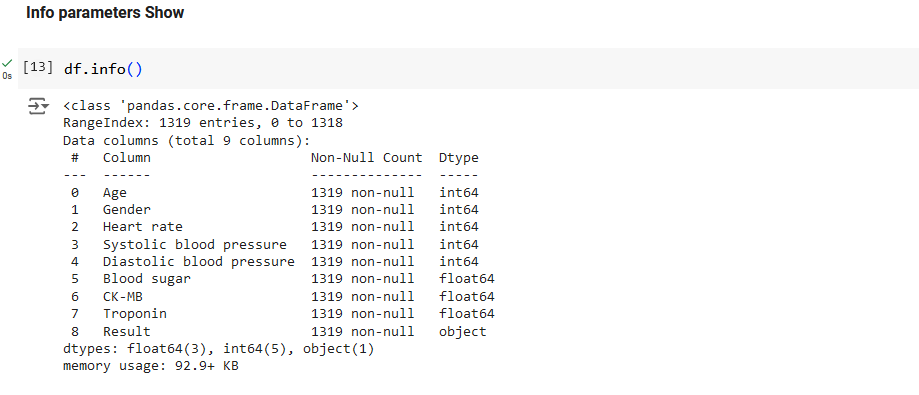 Info parameters Show
[13] df.info()
0s
<class 'pandas.core.frame.DataFrame'>
RangeIndex: 1319 entries, 0 to 1318
Data columns (total 9 columns):
 #   Column                    Non-Null Count  Dtype
---  ------                    --------------  -----
 0   Age                       1319 non-null   int64
 1   Gender                    1319 non-null   int64
 2   Heart rate                1319 non-null   int64
 3   Systolic blood pressure   1319 non-null   int64
 4   Diastolic blood pressure  1319 non-null   int64
 5   Blood sugar               1319 non-null   float64
 6   CK-MB                     1319 non-null   float64
 7   Troponin                  1319 non-null   float64
 8   Result                    1319 non-null   object
dtypes: float64(3), int64(5), object(1)
memory usage: 92.9+ KB